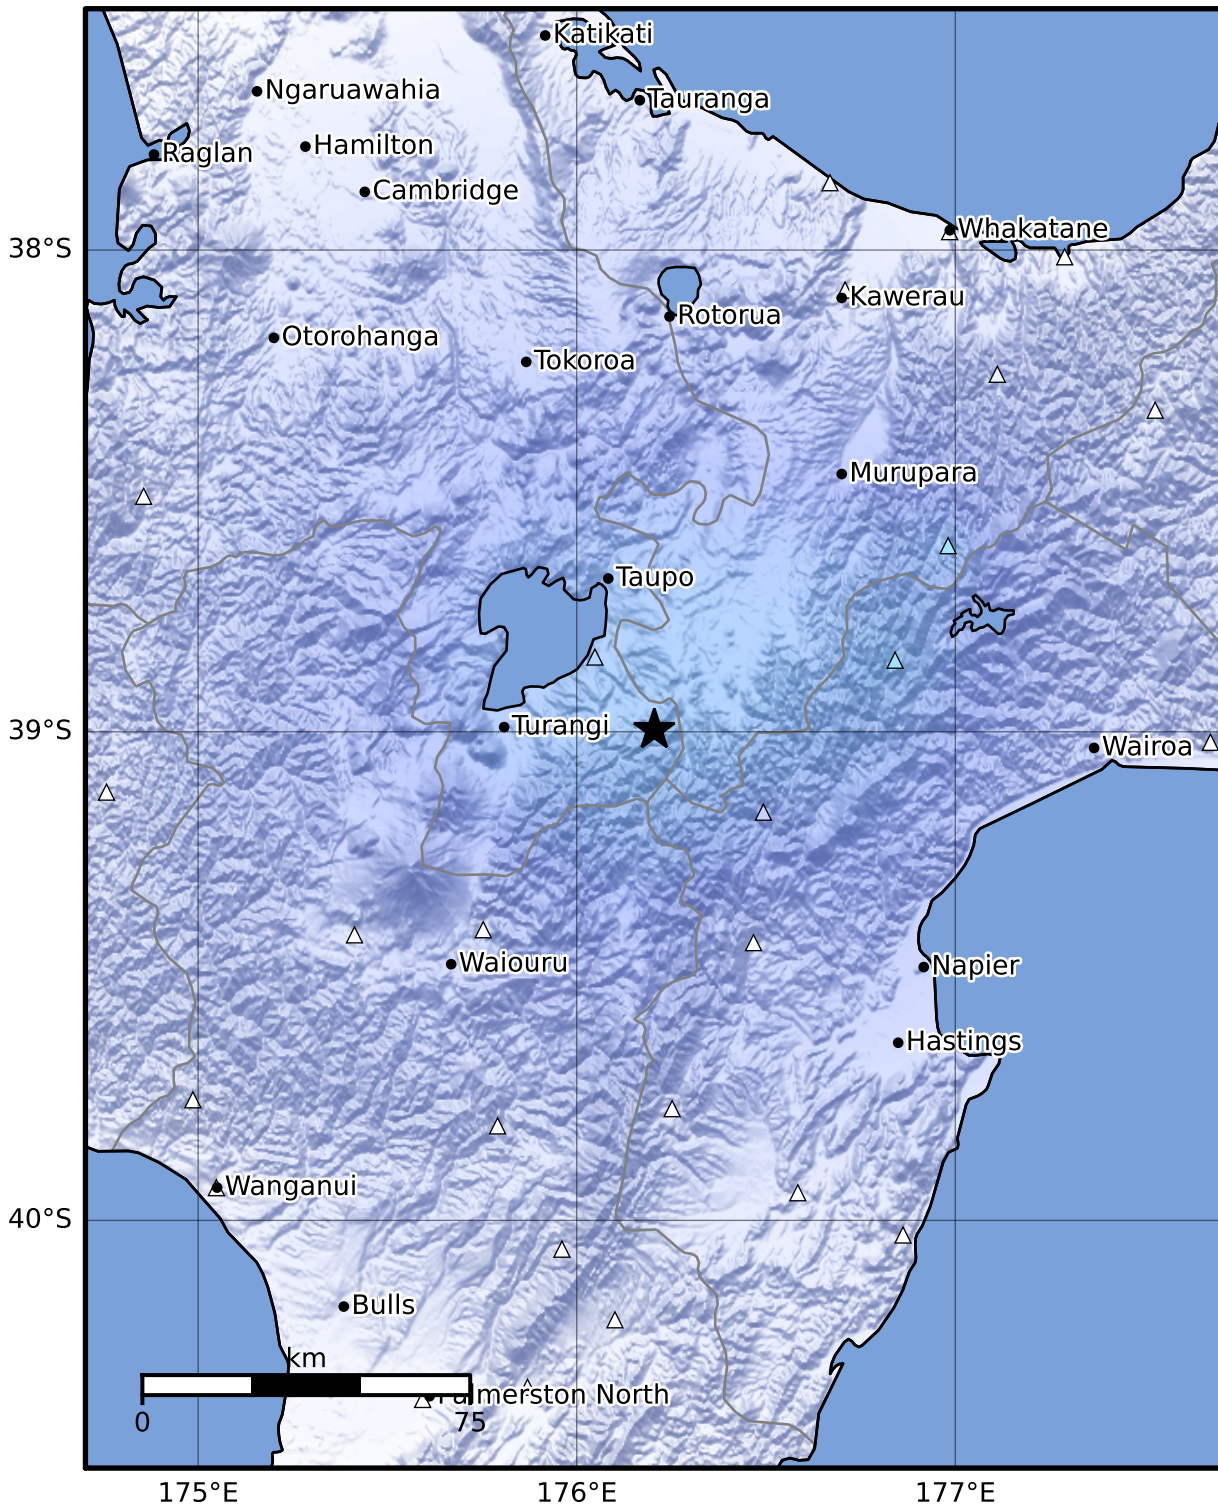 Katikati
Ngaruawahia
Tauranga
Hamilton
Raglan
Cambridge
Whakatane
38°S
Kawerau
Rotorua
Otorohanga
Tokoroa
Murupara
Taupo
Turangi
39°S
Wairoa
Waiouru
Napier
Hastings
Wanganui
40°S
Bulls
km
Palmerston North
0
75
175°E
176°E
177°E